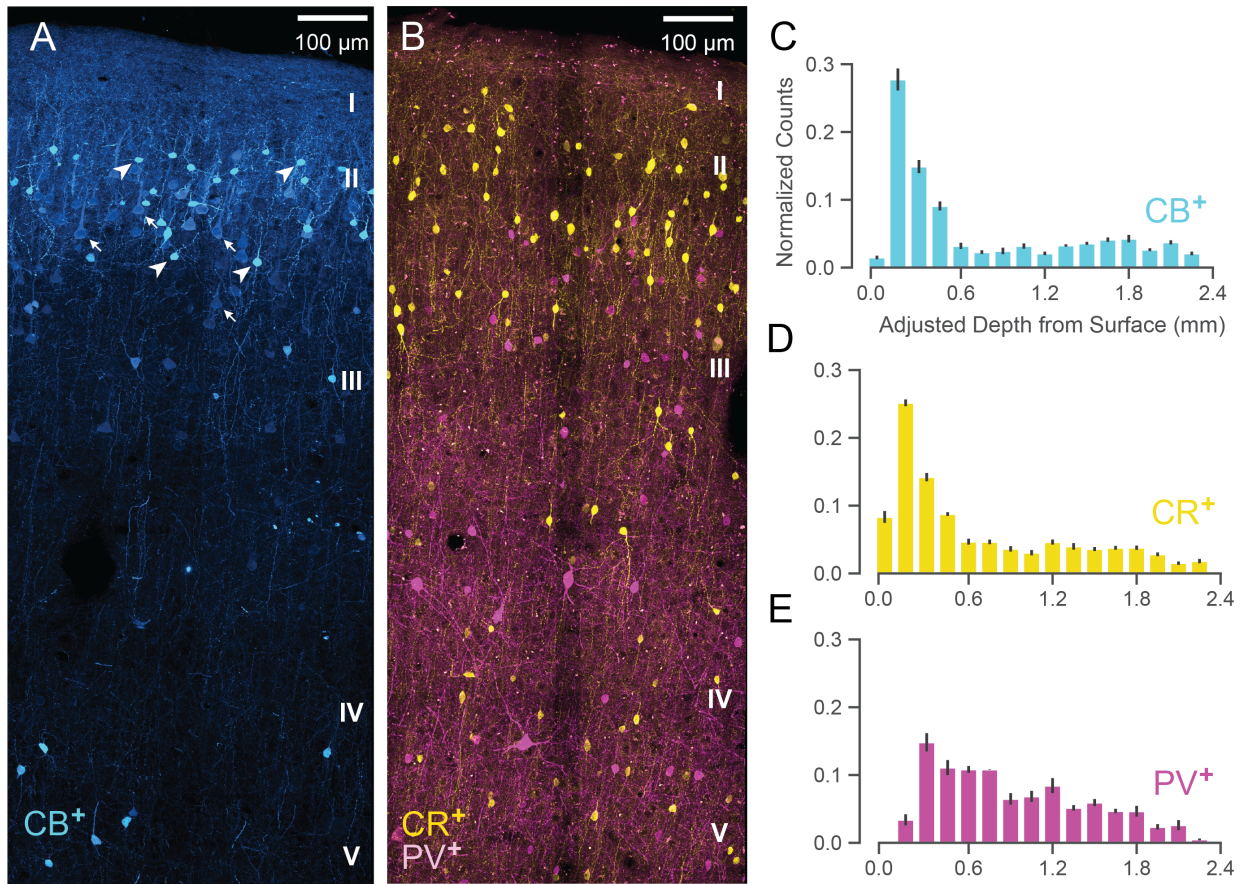 A
100 µm
I
II
III
IV
V
CB+
B
100 µm
I
II
III
IV
V
CR+
PV+
C
Normalized Counts
0.3
0.2
0.1
0.0
CB+
0.0 0.6 1.2 1.8 2.4
Adjusted Depth from Surface (mm)
D
0.3
0.2
0.1
0.0
CR+
0.0 0.6 1.2 1.8 2.4
E
0.3
0.2
0.1
0.0
PV+
0.0 0.6 1.2 1.8 2.4